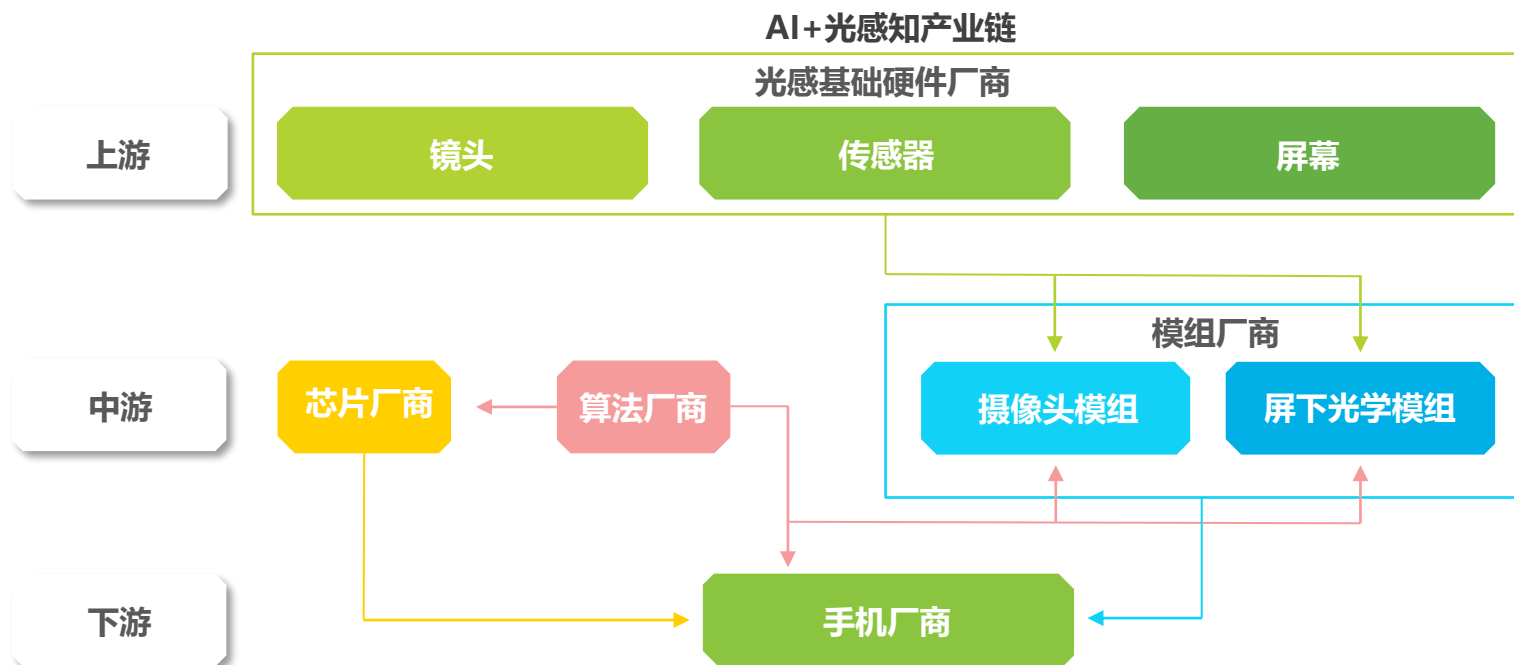 AI+光感知产业链
光感基础硬件厂商
上游
镜头
传感器
屏幕
模组厂商
中游
芯片厂商
算法厂商
摄像头模组
屏下光学模组
下游
手机厂商